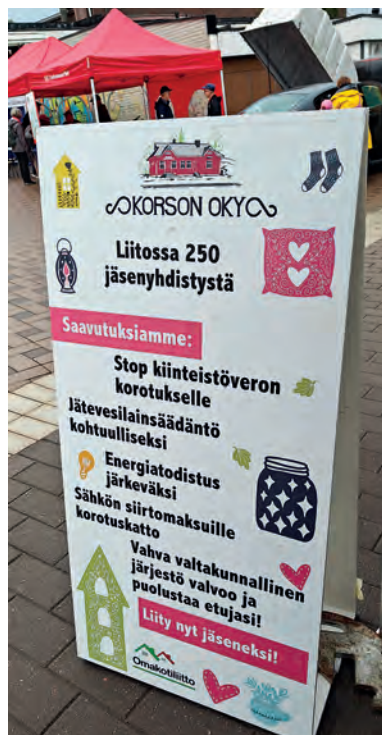 KORSON OKY
Liitossa 250
jäsenyhdistystä
Saavutuksiamme:
Stop kiinteistöveron
korotukselle
Jätevesilainsäädäntö
kohtuulliseksi
Energiatodistus
järkeväksi
Sähkön siirtomaksuille
korotuskatto
Vahva valtakunnallinen
järjestö valvoo ja
puolustaa etujasi!
Liity nyt jäseneksi!
Omakotiliitto